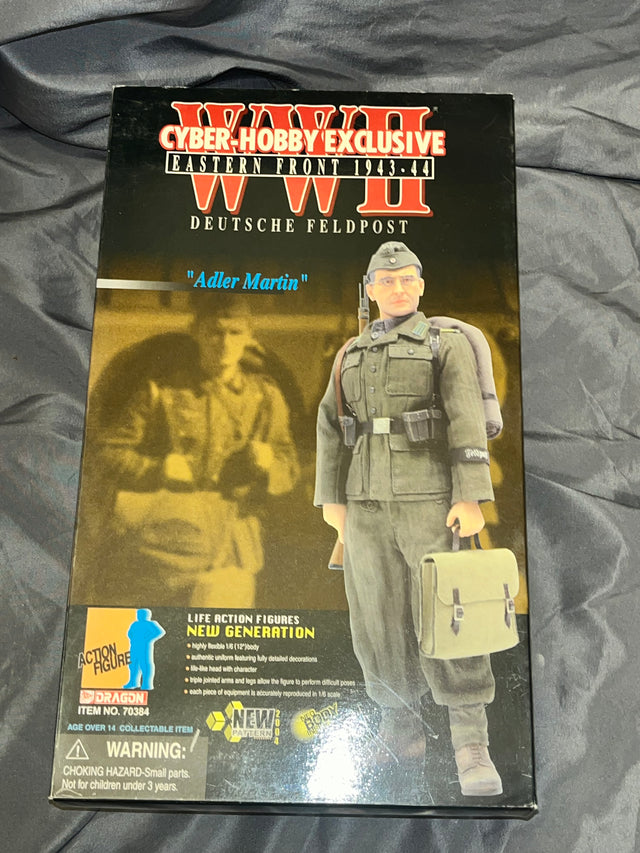 WWII
CYBER-HOBBY EXCLUSIVE
EASTERN FRONT 1943-44
DEUTSCHE FELDPOST
"Adler Martin"
LIFE ACTION FIGURES
NEW GENERATION
• highly flexible 1/6 (12")body
• authentic uniform featuring fully detailed decorations
• life-like head with character
• triple jointed arms and legs allow the figure to perform difficult poses
• each piece of equipment is accurately reproduced in 1/6 scale
ACTION
FIGURE
DRAGON
ITEM NO. 70384
NEW
PATTERN
2004
BODY
AGE OVER 14 COLLECTABLE ITEM
WARNING:
CHOKING HAZARD-Small parts.
Not for children under 3 years.